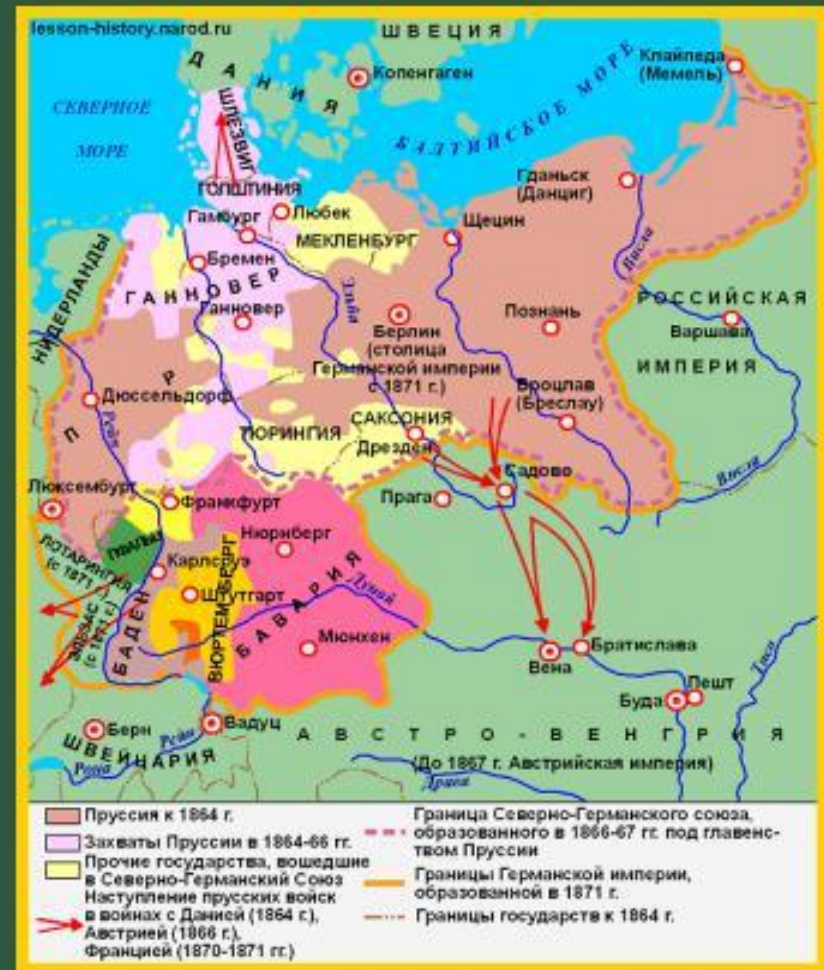 lesson-history.narod.ru
ШВЕЦИЯ
ДАНИЯ
Копенгаген
Клайпеда
(Мемель)
СЕВЕРНОЕ
МОРЕ
БАЛТИЙСКОЕ МОРЕ
ШЛЕЗВИГ
ГОЛШТИНИЯ
Гданьск
(Данциг)
Любек
Гамбург
МЕКЛЕНБУРГ
Щецин
Бремен
НИДЕРЛАНДЫ
ГАННОВЕР
Ганновер
Эльба
Висла
РОССИЙСКАЯ
ИМПЕРИЯ
Варшава
Познань
Берлин
(столица
Германской империи
с 1871 г.)
П Р
Дюссельдорф
Рейн
Вроцлав
(Бреслау)
САКСОНИЯ
ТЮРИНГИЯ
Дрезден
Садово
Висла
Прага
Люксембург
Франкфурт
ЛОТАРИНГИЯ
(с 1871 г.)
Нюрнберг
Карлсруэ
ЭЛЬЗАС
(с 1871 г.)
БАДЕН
Штутгарт
ВЮРТЕМБЕРГ
БАВАРИЯ
Дунай
Мюнхен
Вена
Братислава
Буда
Пешт
Тиса
Берн
Вадуц
ШВЕЙЦАРИЯ
Рейн
Рона
АВСТРО-ВЕНГРИЯ
(До 1867 г. Австрийская империя)
Драва
Пруссия к 1864 г.
Захваты Пруссии в 1864-66 гг.
Прочие государства, вошедшие
в Северно-Германский Союз
Наступление прусских войск
в войнах с Данией (1864 г.),
Австрией (1866 г.),
Францией (1870-1871 гг.)
Граница Северно-Германского союза,
образованного в 1866-67 гг. под главенс-
твом Пруссии
Границы Германской империи,
образованной в 1871 г.
Границы государств к 1864 г.